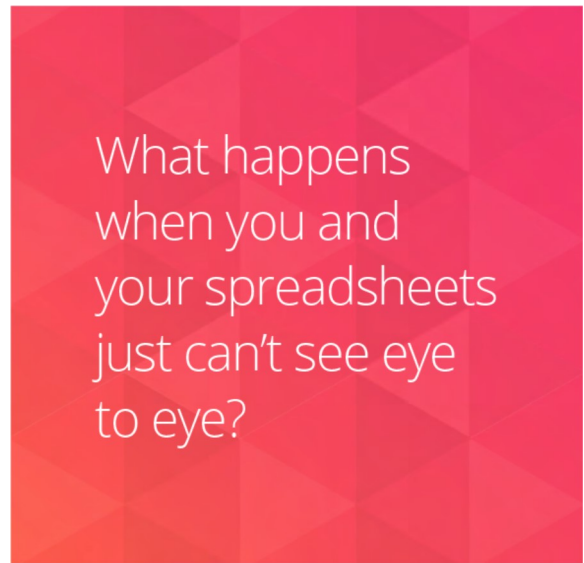 What happens
when you and
your spreadsheets
just can’t see eye
to eye?